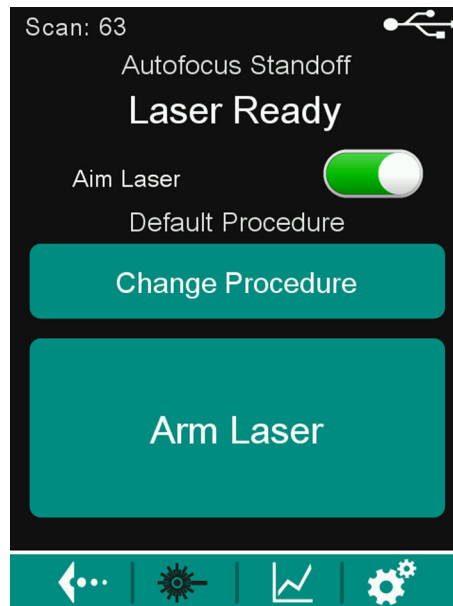 Scan: 63
Autofocus Standoff
Laser Ready
Aim Laser
Default Procedure
Change Procedure
Arm Laser